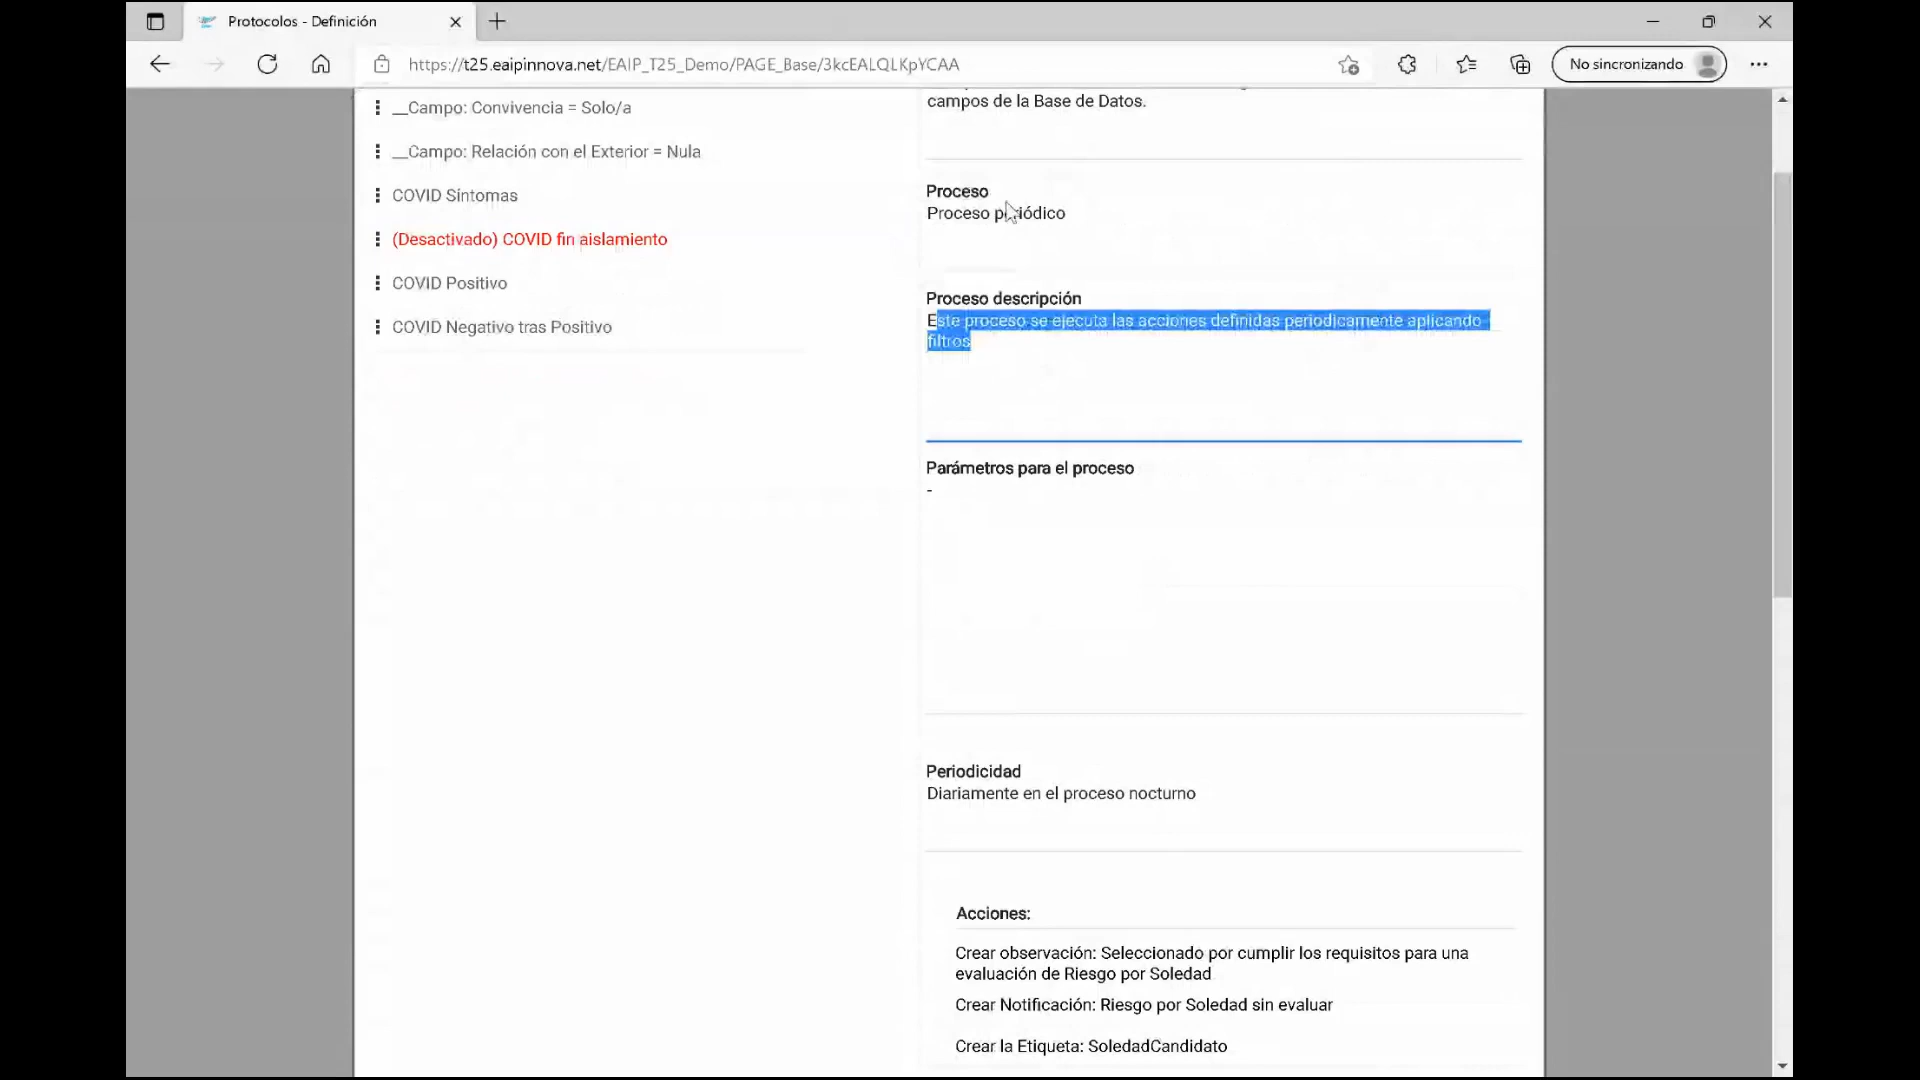 Protocolos - Definición
https://t25.eaipinnova.net/EAIP_T25_Demo/PAGE_Base/3kcEALQLKpYCAA
No sincronizando
__Campo: Convivencia = Solo/a
__Campo: Relación con el Exterior = Nula
COVID Síntomas
(Desactivado) COVID fin aislamiento
COVID Positivo
COVID Negativo tras Positivo
campos de la Base de Datos.
Proceso
Proceso periódico
Proceso descripción
Este proceso se ejecuta las acciones definidas periodicamente aplicando
filtros
Parámetros para el proceso
-
Periodicidad
Diariamente en el proceso nocturno
Acciones:
Crear observación: Seleccionado por cumplir los requisitos para una
evaluación de Riesgo por Soledad
Crear Notificación: Riesgo por Soledad sin evaluar
Crear la Etiqueta: SoledadCandidato